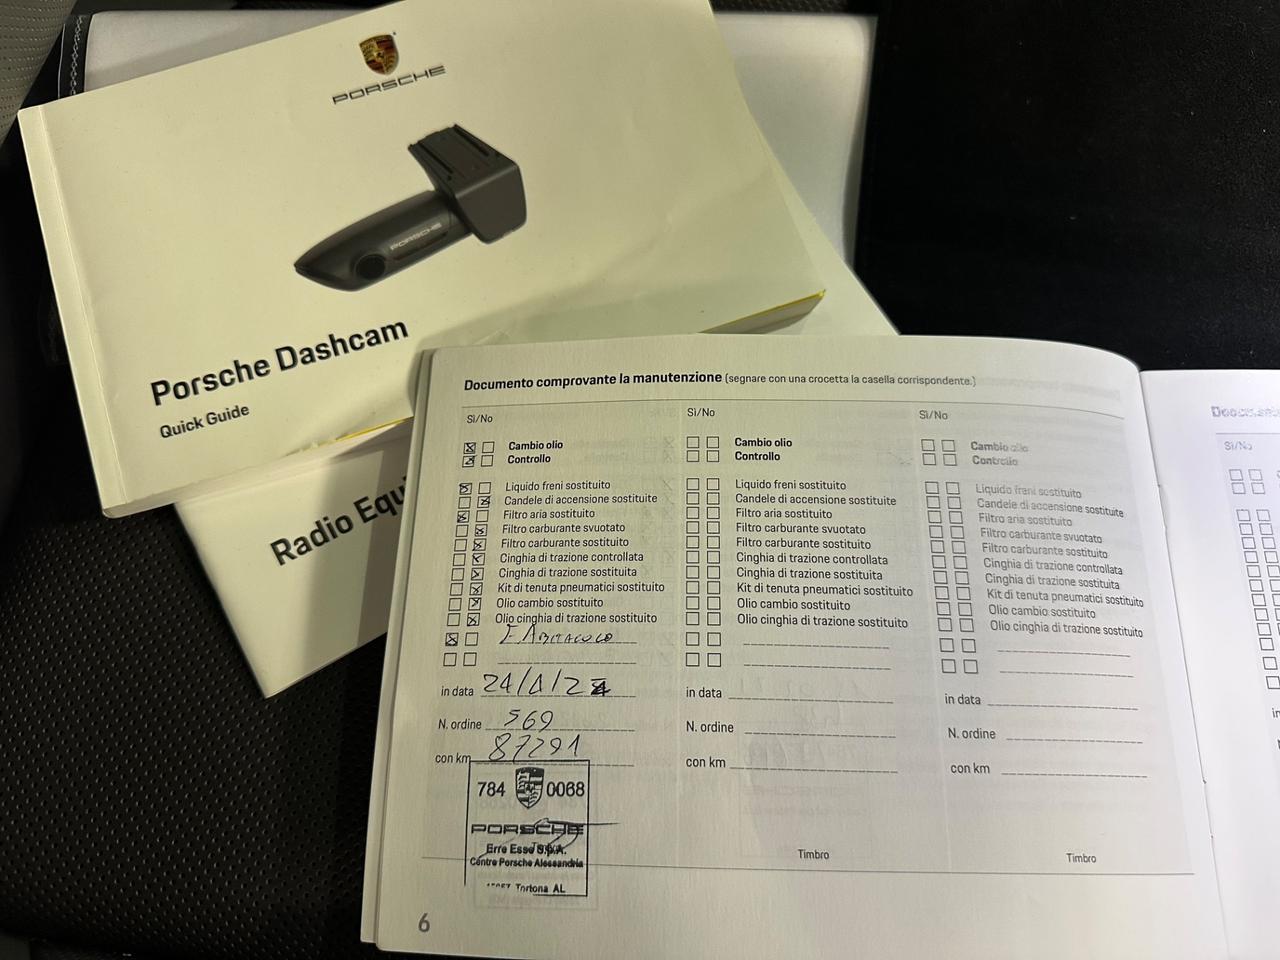 PORSCHE
PORSCHE
Porsche Dashcam
Quick Guide
Radio Equi
Documento comprovante la manutenzione (segnare con una crocetta la casella corrispondente.)
Sì/No
Cambio olio
Controllo
Liquido freni sostituito
Candele di accensione sostituite
Filtro aria sostituito
Filtro carburante svuotato
Filtro carburante sostituito
Cinghia di trazione controllata
Cinghia di trazione sostituita
Kit di tenuta pneumatici sostituito
Olio cambio sostituito
Olio cinghia di trazione sostituito
F. ABITACOLO
in data
N. ordine 569
con km 87291
784 0068
PORSCHE
Erre Esse S.p.A.
Centro Porsche Alessandria
Tortona AL
6
Sì/No
Cambio olio
Controllo
Liquido freni sostituito
Candele di accensione sostituite
Filtro aria sostituito
Filtro carburante svuotato
Filtro carburante sostituito
Cinghia di trazione controllata
Cinghia di trazione sostituita
Kit di tenuta pneumatici sostituito
Olio cambio sostituito
Olio cinghia di trazione sostituito
in data
N. ordine
con km
Timbro
Sì/No
Cambio olio
Controllo
Liquido freni sostituito
Candele di accensione sostituite
Filtro aria sostituito
Filtro carburante svuotato
Filtro carburante sostituito
Cinghia di trazione controllata
Cinghia di trazione sostituita
Kit di tenuta pneumatici sostituito
Olio cambio sostituito
Olio cinghia di trazione sostituito
in data
N. ordine
con km
Timbro
Sì/No